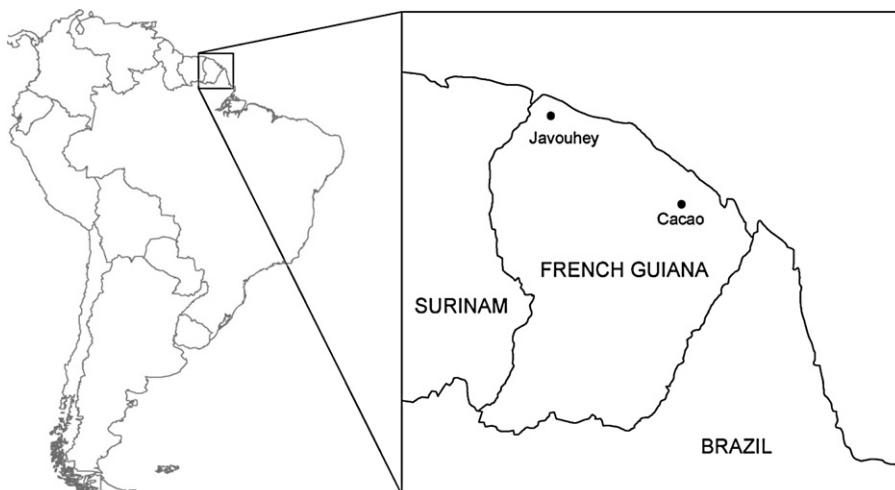 Javouhey
Cacao
FRENCH GUIANA
SURINAM
BRAZIL